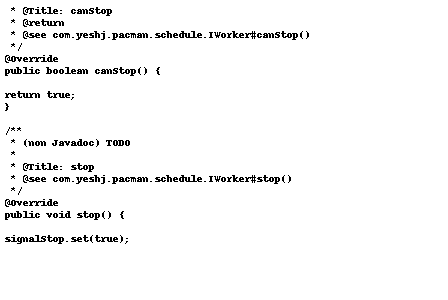 * @Title: canStop
* @return
* @see com.yeshj.pacman.schedule.IWorker#canStop()
*/
@Override
public boolean canStop() {
return true;
}
/**
* (non Javadoc) TODO
*
* @Title: stop
* @see com.yeshj.pacman.schedule.IWorker#stop()
*/
@Override
public void stop() {
signalStop.set(true);